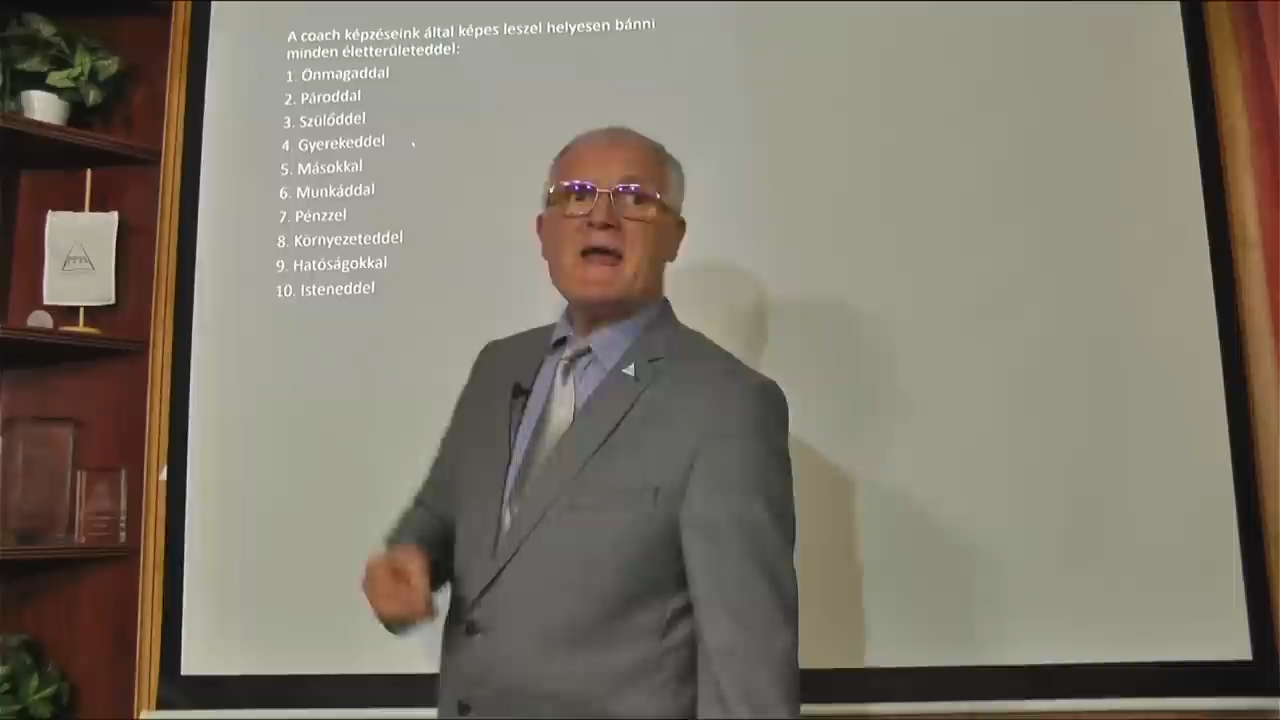 A coach képzéseink által képes leszel helyesen bánni
minden életterületeddel:
1. Önmagaddal
2. Pároddal
3. Szülőddel
4. Gyerekeddel
5. Másokkal
6. Munkáddal
7. Pénzzel
8. Környezeteddel
9. Hatóságokkal
10. Isteneddel